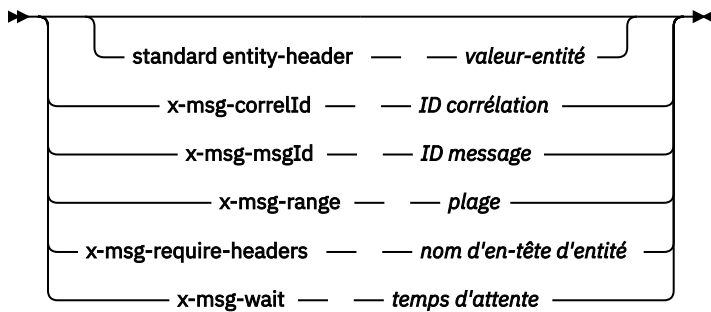 standard entity-header — valeur-entité
x-msg-correlId — ID corrélation
x-msg-msgId — ID message
x-msg-range — plage
x-msg-require-headers — nom d'en-tête d'entité
x-msg-wait — temps d'attente